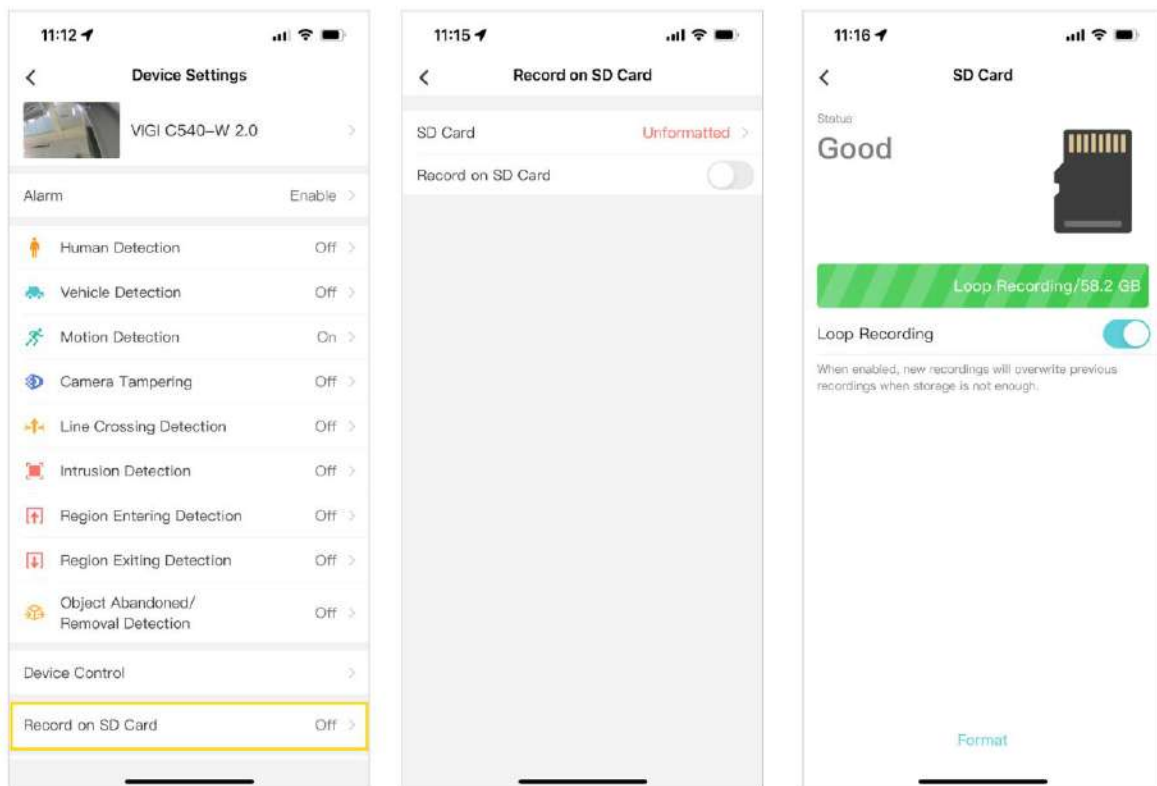 11:12
Device Settings
VIGI C540-W 2.0
Alarm Enable
Human Detection Off
Vehicle Detection Off
Motion Detection On
Camera Tampering Off
Line Crossing Detection Off
Intrusion Detection Off
Region Entering Detection Off
Region Exiting Detection Off
Object Abandoned/
Removal Detection Off
Device Control
Record on SD Card Off
11:15
Record on SD Card
SD Card Unformatted
Record on SD Card
11:16
SD Card
Status
Good
Loop Recording/58.2 GB
Loop Recording
When enabled, new recordings will overwrite previous
recordings when storage is not enough.
Format